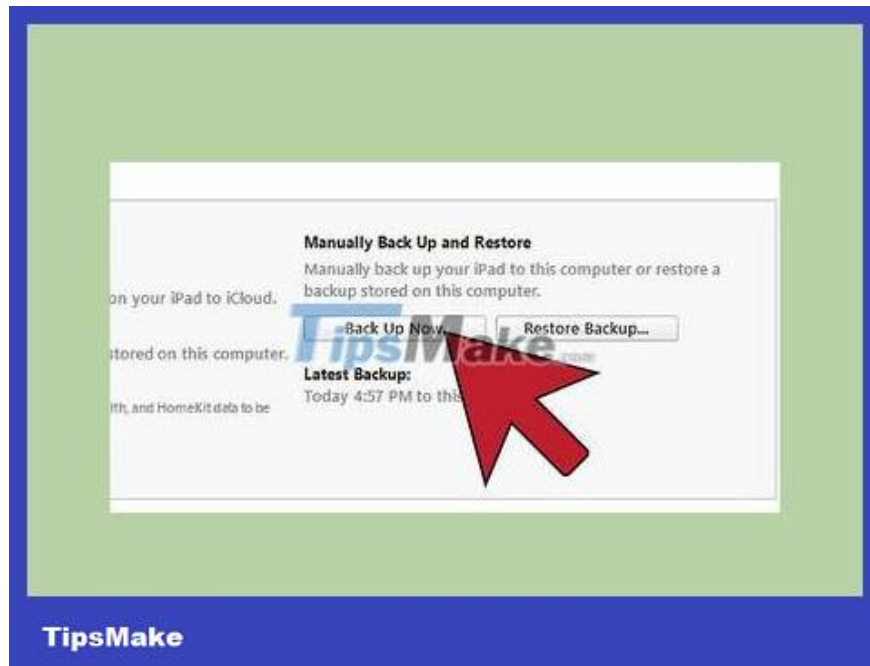 Manually Back Up and Restore
Manually back up your iPad to this computer or restore a
backup stored on this computer.
on your iPad to iCloud.
Back Up Now
Restore Backup...
TipsMake.com
stored on this computer.
Latest Backup:
Today 4:57 PM to this
ith, and HomeKit data to be
TipsMake